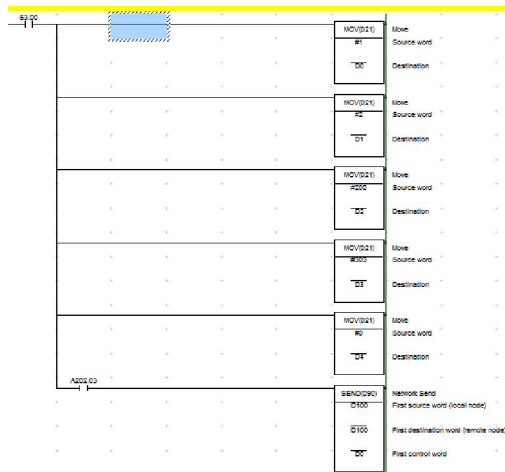 53.00
MOV(021) Move
#1 Source word
D0 Destination
MOV(021) Move
#2 Source word
D1 Destination
MOV(021) Move
#200 Source word
D2 Destination
MOV(021) Move
#303 Source word
D3 Destination
MOV(021) Move
#0 Source word
D4 Destination
A202.03
SEND(090) Network Send
D100 First source word (local node)
D100 First destination word (remote node)
D0 First control word